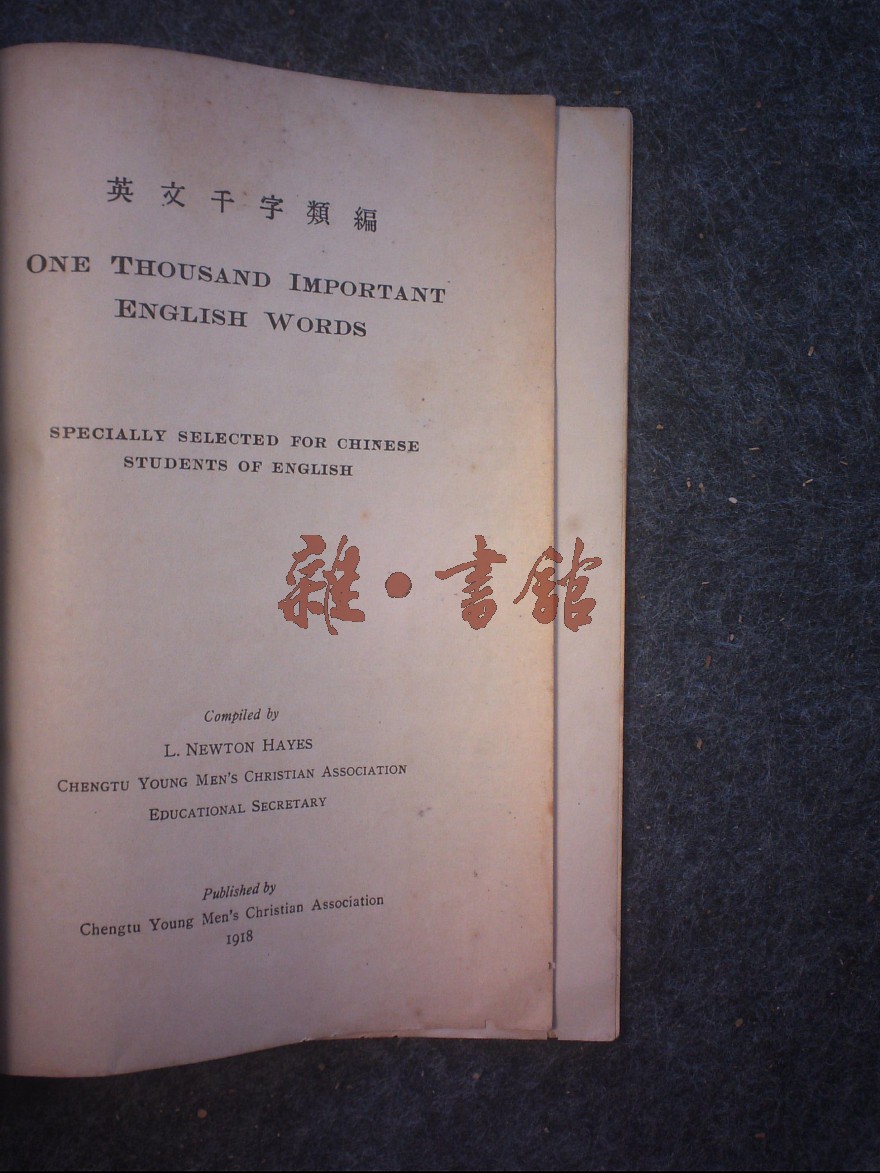 英文千字類編
ONE THOUSAND IMPORTANT
ENGLISH WORDS
SPECIALLY SELECTED FOR CHINESE
STUDENTS OF ENGLISH
雜·書館
Compiled by
L. NEWTON HAYES
CHENGTU YOUNG MEN'S CHRISTIAN ASSOCIATION
EDUCATIONAL SECRETARY
Published by
Chengtu Young Men's Christian Association
1918